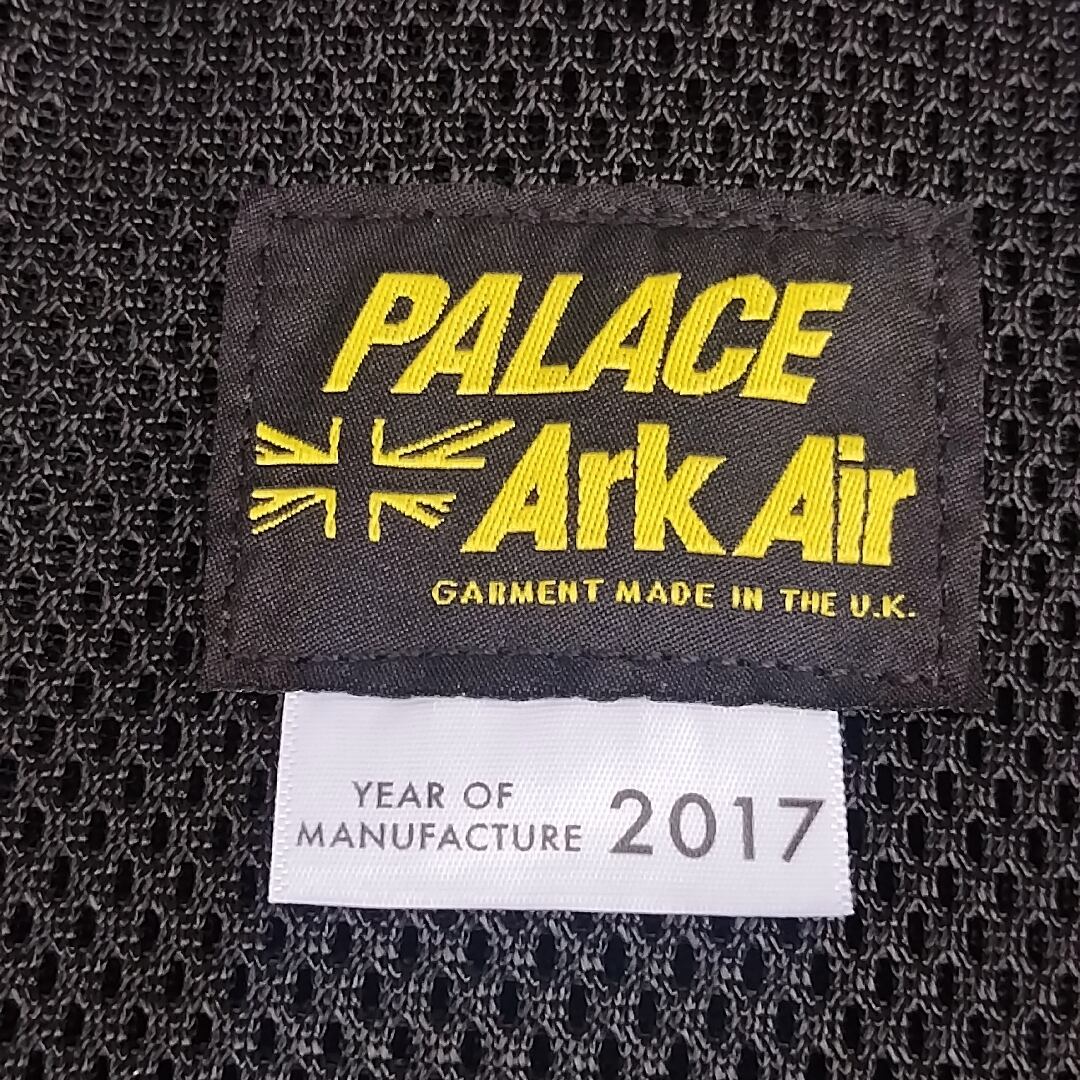 PALACE
Ark Air
GARMENT MADE IN THE U.K.
YEAR OF
MANUFACTURE 2017